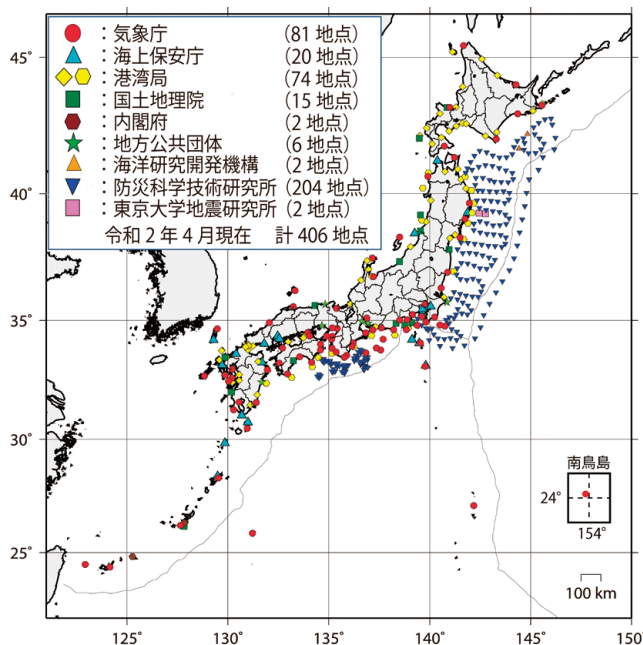 ：気象庁 （81 地点）
：海上保安庁 （20 地点）
：港湾局 （74 地点）
：国土地理院 （15 地点）
：内閣府 （2 地点）
：地方公共団体 （6 地点）
：海洋研究開発機構 （2 地点）
：防災科学技術研究所（204 地点）
：東京大学地震研究所（2 地点）
令和 2 年 4 月現在　計 406 地点
45°
40°
35°
30°
25°
南鳥島
24°
154°
100 km
125°
130°
135°
140°
145°
150°